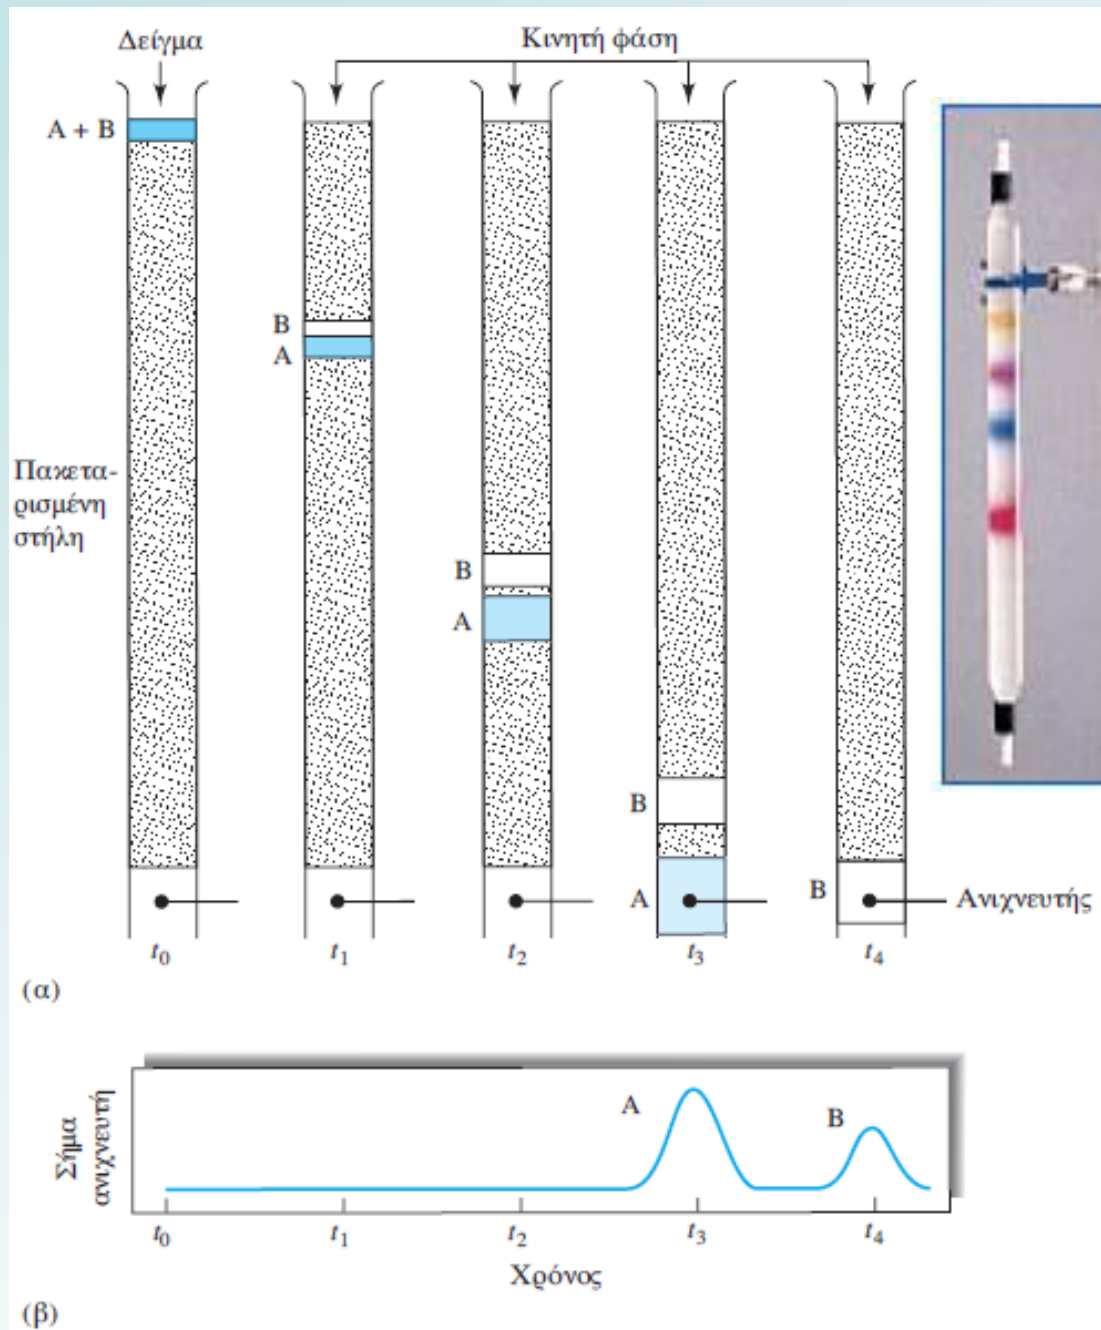 Δείγμα
Κινητή φάση
A + B
B
A
Πακετα-
ρισμένη
στήλη
B
A
B
A
B
Ανιχνευτής
t₀
t₁
t₂
t₃
t₄
(α)
Σήμα
ανιχνευτή
A
B
t₀
t₁
t₂
t₃
t₄
Χρόνος
(β)